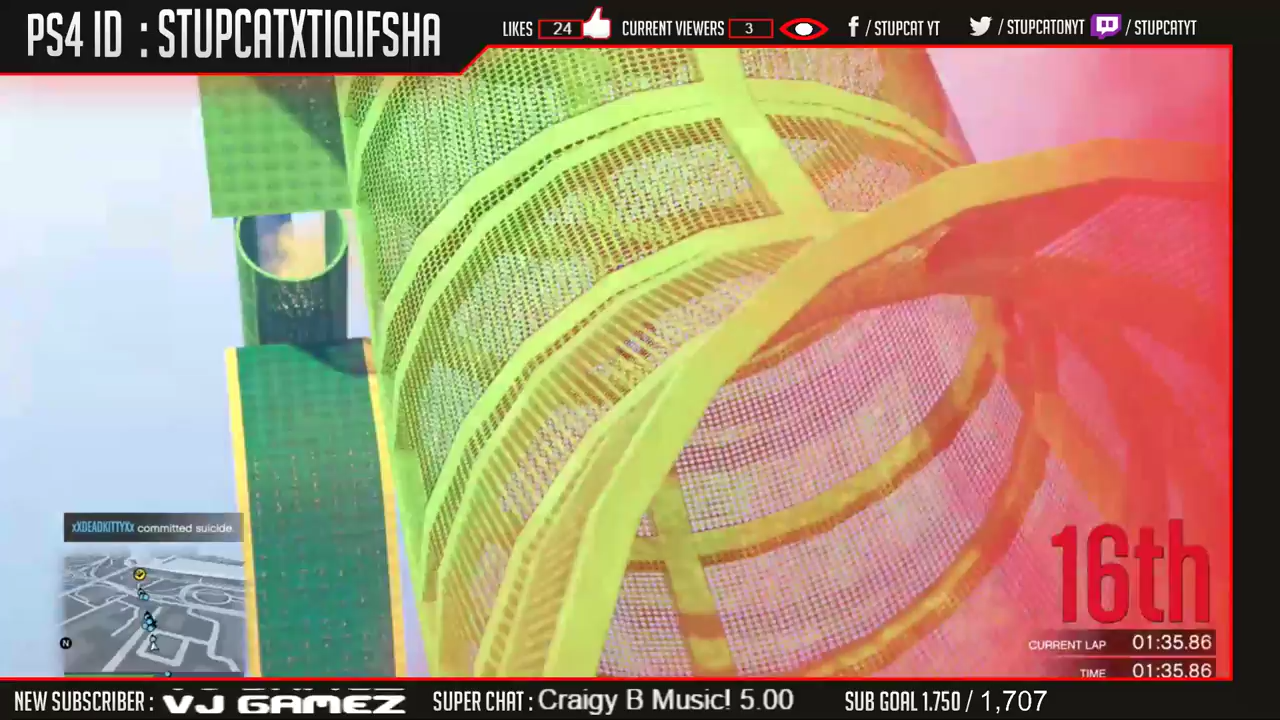 PS4 ID : STUPCATXTIQIFSHA
LIKES 24 CURRENT VIEWERS 3 f / STUPCAT YT / STUPCATONYT / STUPCATYT
xXDEADKITTYXx committed suicide.
N
16th
CURRENT LAP 01:35.86
TIME 01:35.86
NEW SUBSCRIBER : VJ GAMEZ SUPER CHAT : Craigy B Music! 5.00 SUB GOAL 1.750 / 1,707